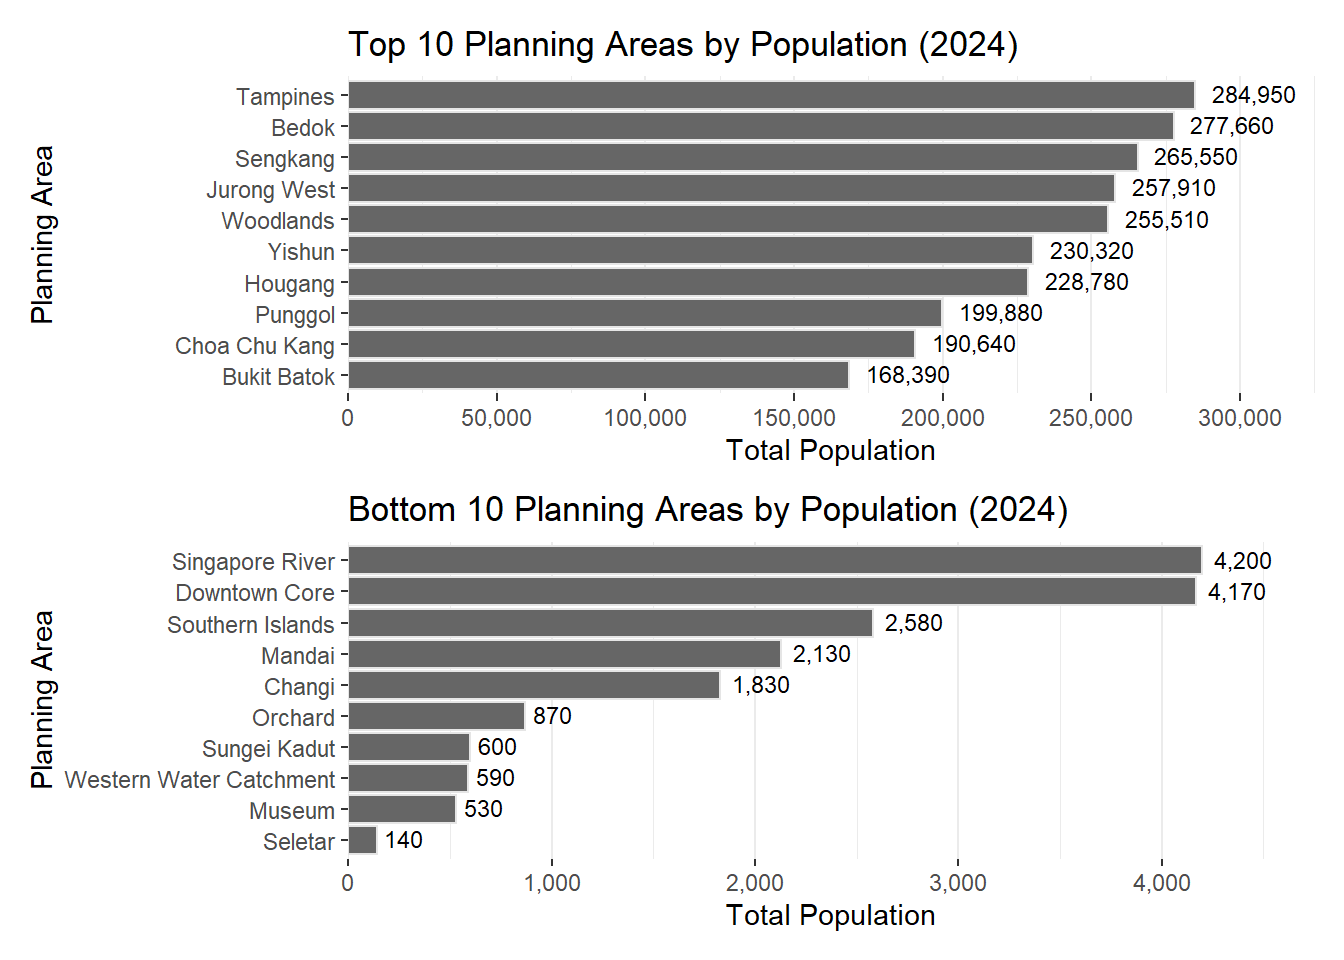 Top 10 Planning Areas by Population (2024)
Planning Area
Tampines 284,950
Bedok 277,660
Sengkang 265,550
Jurong West 257,910
Woodlands 255,510
Yishun 230,320
Hougang 228,780
Punggol 199,880
Choa Chu Kang 190,640
Bukit Batok 168,390
0 50,000 100,000 150,000 200,000 250,000 300,000
Total Population
Bottom 10 Planning Areas by Population (2024)
Planning Area
Singapore River 4,200
Downtown Core 4,170
Southern Islands 2,580
Mandai 2,130
Changi 1,830
Orchard 870
Sungei Kadut 600
Western Water Catchment 590
Museum 530
Seletar 140
0 1,000 2,000 3,000 4,000
Total Population